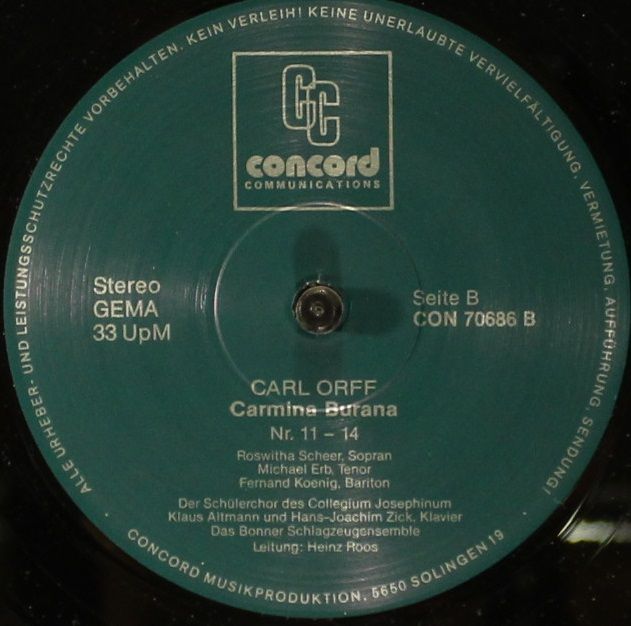 ALLE URHEBER- UND LEISTUNGSSCHUTZRECHTE VORBEHALTEN. KEIN VERLEIH! KEINE UNERLAUBTE VERVIELFÄLTIGUNG, VERMIETUNG, AUFFÜHRUNG, SENDUNG!
CC
concord
COMMUNICATIONS
Stereo
GEMA
33 UpM
Seite B
CON 70686 B
CARL ORFF
Carmina Burana
Nr. 11 – 14
Roswitha Scheer, Sopran
Michael Erb, Tenor
Fernand Koenig, Bariton
Der Schülerchor des Collegium Josephinum
Klaus Altmann und Hans-Joachim Zick, Klavier
Das Bonner Schlagzeugensemble
Leitung: Heinz Roos
CONCORD MUSIKPRODUKTION, 5650 SOLINGEN 19